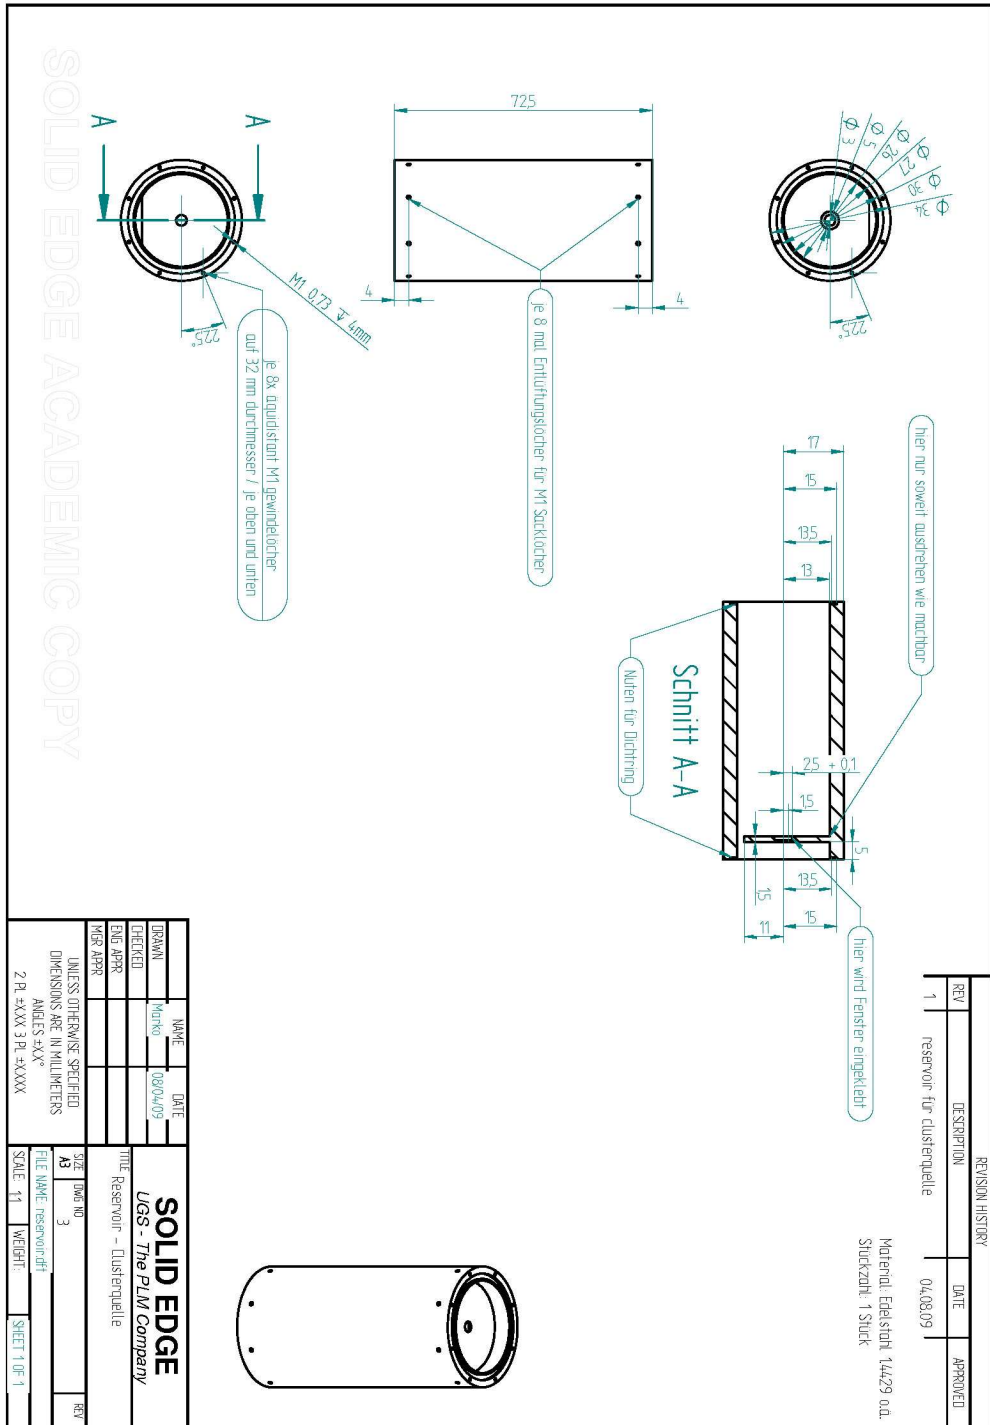 REVISION HISTORY
REV DESCRIPTION DATE APPROVED
1 reservoir für clusterquelle 04.08.09
Material: Edelstahl 1.4429 o.ä.
Stückzahl: 1 Stück
Ø 34
Ø 30
Ø 27
Ø 26
Ø 5
Ø 3
22,5°
hier nur soweit ausdrehen wie machbar
17
15
13,5
13
2,5 + 0,1
1,5
5
13,5
15
1,5
11
hier wird Fenster eingeklebt
Schnitt A-A
Nuten für Dichtring
72,5
4
4
je 8 mal Entlüftungslöcher für M1 Sacklöcher
A
A
M1 0,73 ↧ 4mm
22,5°
je 8x äquidistant M1 gewindelöcher
auf 32 mm durchmesser / je oben und unten
SOLID EDGE ACADEMIC COPY
NAME DATE
DRAWN Marko 08/04/09
CHECKED
ENG APPR
MGR APPR
UNLESS OTHERWISE SPECIFIED
DIMENSIONS ARE IN MILLIMETERS
ANGLES ±X.X°
2 PL ±X.XX 3 PL ±X.XXX
SOLID EDGE
UGS - The PLM Company
TITLE
Reservoir - Clusterquelle
SIZE DWG NO REV
A3 3
FILE NAME: reservoir.dft
SCALE: 1:1 WEIGHT: SHEET 1 OF 1